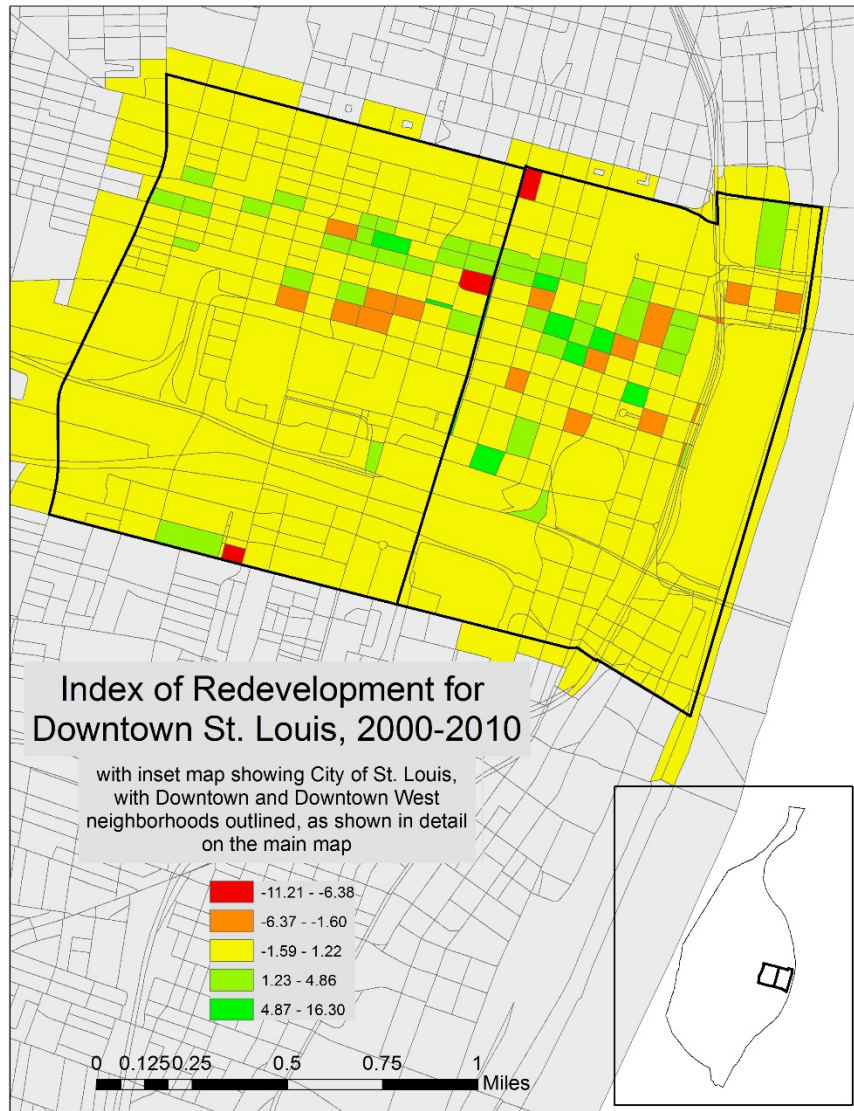 Index of Redevelopment for
Downtown St. Louis, 2000-2010
with inset map showing City of St. Louis,
with Downtown and Downtown West
neighborhoods outlined, as shown in detail
on the main map
-11.21 - -6.38
-6.37 - -1.60
-1.59 - 1.22
1.23 - 4.86
4.87 - 16.30
0 0.1250.25 0.5 0.75 1
Miles